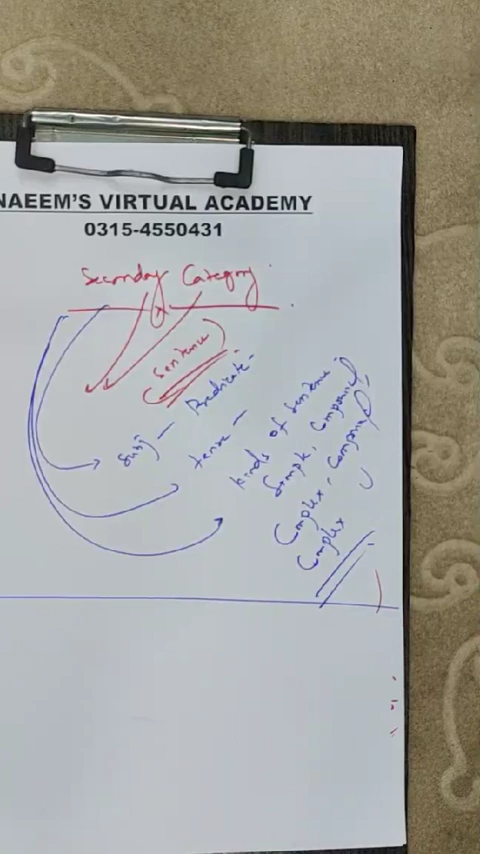 NAEEM'S VIRTUAL ACADEMY
0315-4550431
Secondary Category
(Sentence)
Subj - Predicate -
tense -
Kinds of Sentence
Simple, Compound,
Complex, Compound
Complex